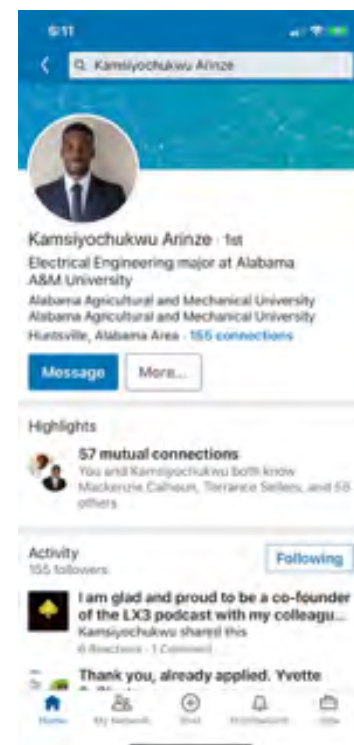 6:11
Kamsiyochukwu Arinze
Kamsiyochukwu Arinze · 1st
Electrical Engineering major at Alabama
A&M University
Alabama Agricultural and Mechanical University
Alabama Agricultural and Mechanical University
Huntsville, Alabama Area · 155 connections
Message
More...
Highlights
57 mutual connections
You and Kamsiyochukwu both know
Mackenzie Calhoun, Torrance Sellers, and 55
others
Activity
155 followers
Following
I am glad and proud to be a co-founder
of the LX3 podcast with my colleagu...
Kamsiyochukwu shared this
6 Reactions · 1 Comment
Thank you, already applied. Yvette
Home
My Network
Post
Notifications
Jobs